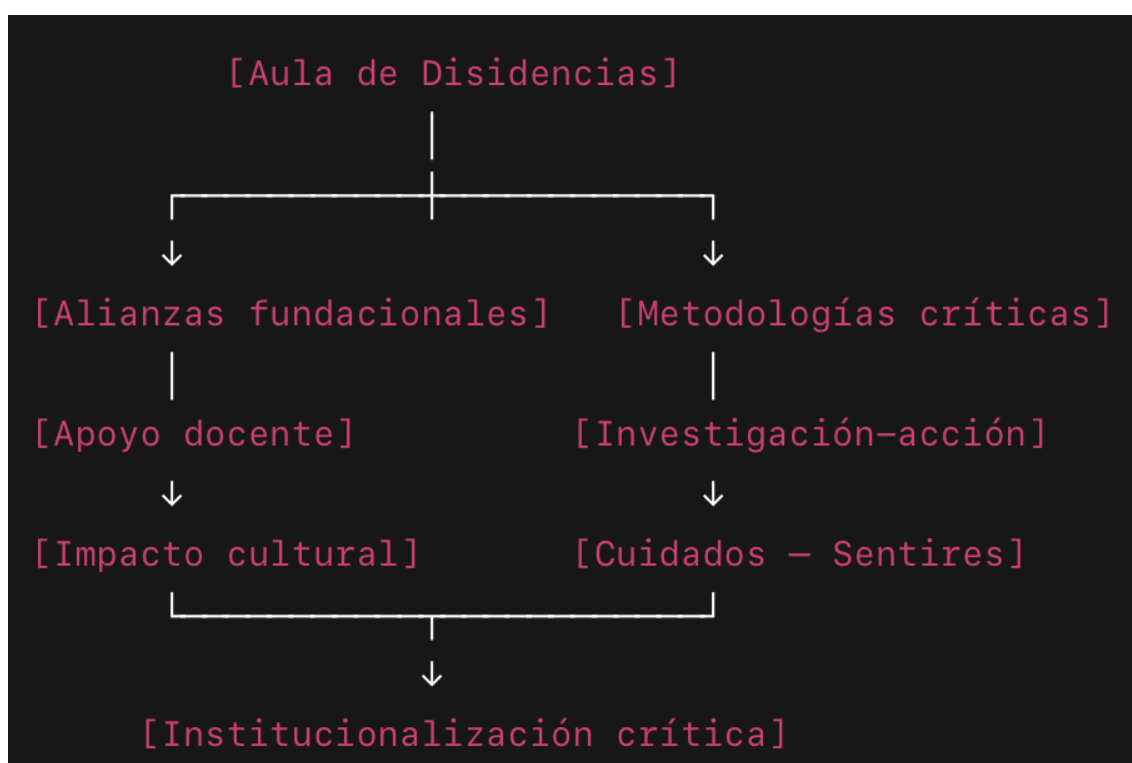 [Aula de Disidencias]
[Alianzas fundacionales] [Metodologías críticas]
[Apoyo docente] [Investigación–acción]
[Impacto cultural] [Cuidados – Sentires]
[Institucionalización crítica]